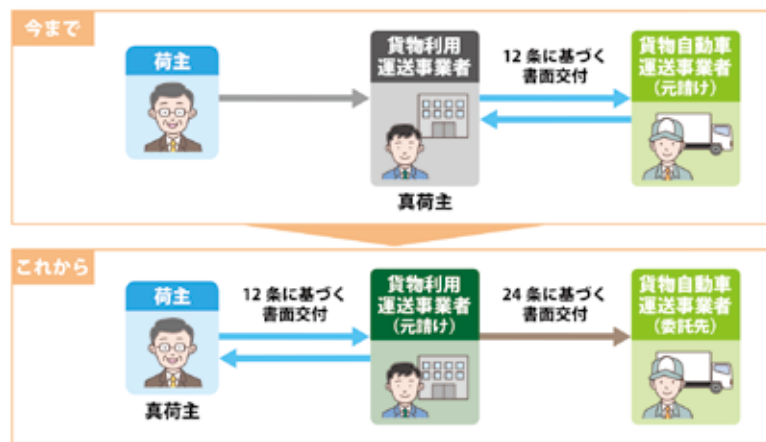 今まで
荷主
貨物利用
運送事業者
真荷主
12条に基づく
書面交付
貨物自動車
運送事業者
(元請け)
これから
荷主
真荷主
12条に基づく
書面交付
貨物利用
運送事業者
(元請け)
24条に基づく
書面交付
貨物自動車
運送事業者
(委託先)